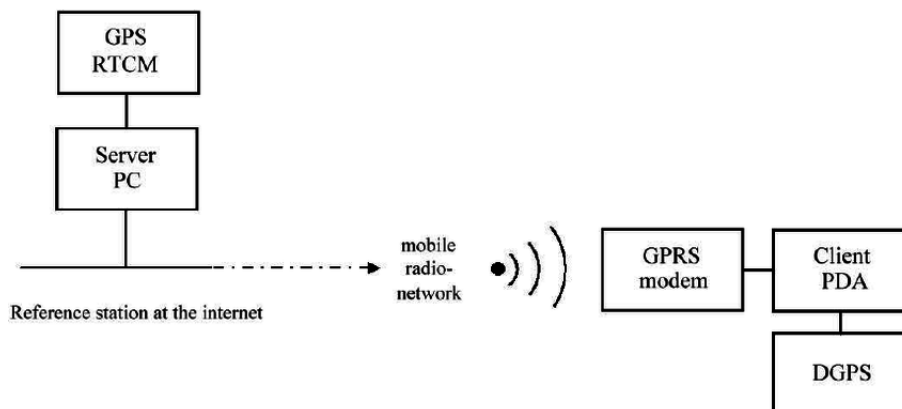 GPS
RTCM
Server
PC
mobile
radio-
network
GPRS
modem
Client
PDA
Reference station at the internet
DGPS